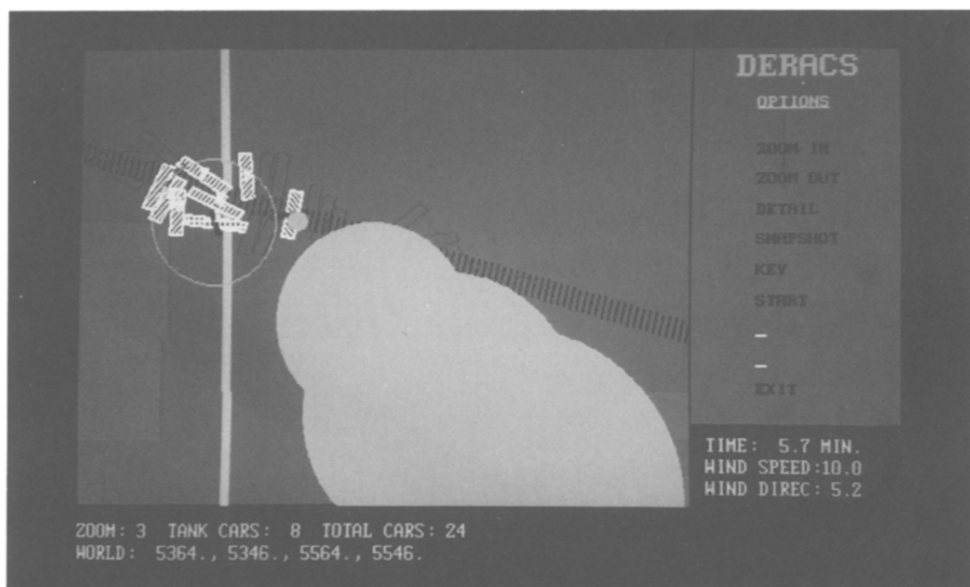 DERACS
OPTIONS
ZOOM IN
ZOOM OUT
DETAIL
SNAPSHOT
KEY
START
EXIT
TIME: 5.7 MIN.
WIND SPEED:10.0
WIND DIREC: 5.2
ZOOM: 3 TANK CARS: 8 TOTAL CARS: 24
WORLD: 5364., 5346., 5564., 5546.